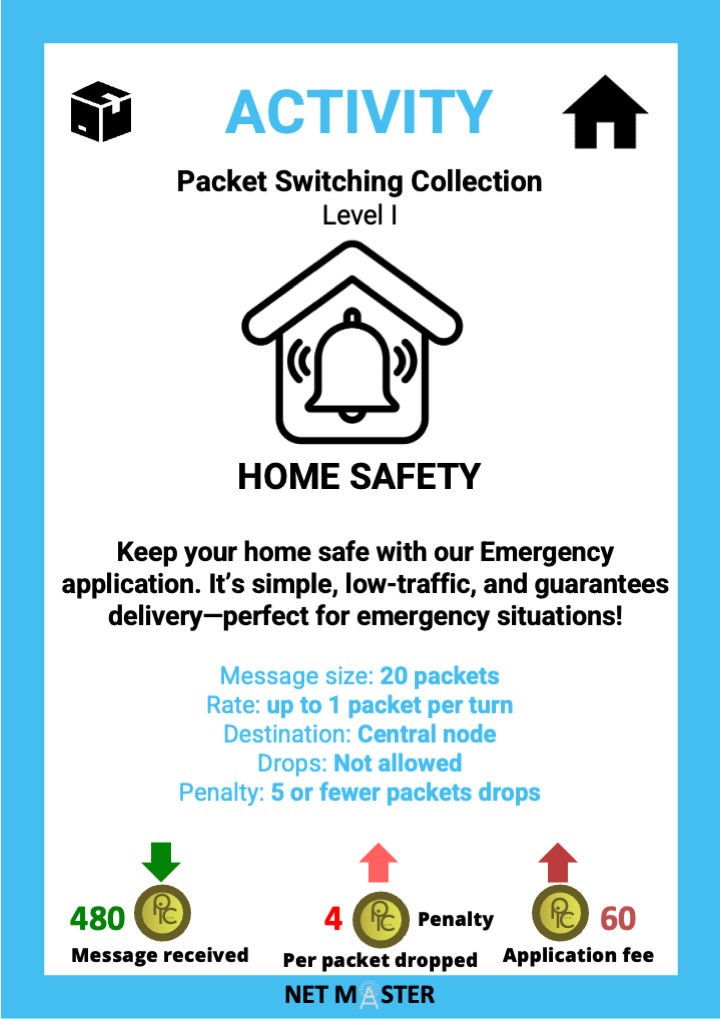 ACTIVITY
Packet Switching Collection
Level I
HOME SAFETY
Keep your home safe with our Emergency
application. It’s simple, low-traffic, and guarantees
delivery—perfect for emergency situations!
Message size: 20 packets
Rate: up to 1 packet per turn
Destination: Central node
Drops: Not allowed
Penalty: 5 or fewer packets drops
480
Message received
4 Penalty
Per packet dropped
60
Application fee
NET MASTER